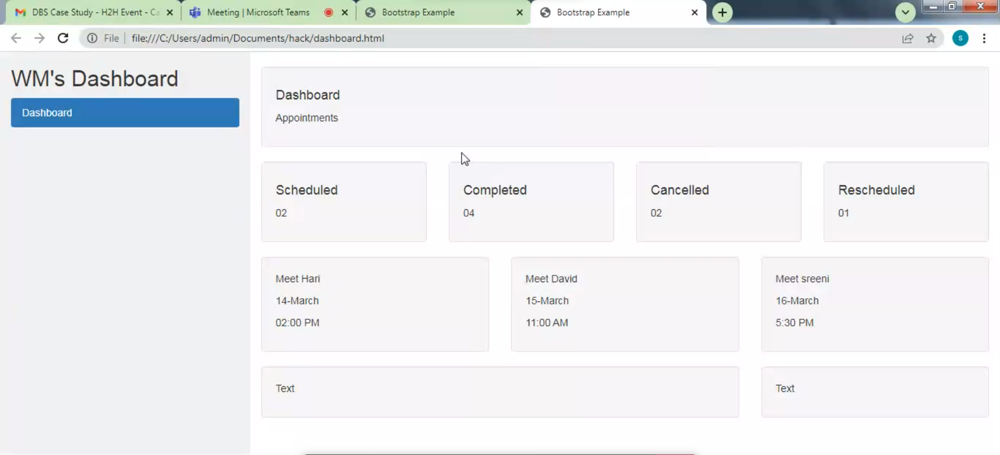 DBS Case Study - H2H Event - Ca
Meeting | Microsoft Teams
Bootstrap Example
Bootstrap Example
File
file:///C:/Users/admin/Documents/hack/dashboard.html
s
WM's Dashboard
Dashboard
Dashboard
Appointments
Scheduled
02
Completed
04
Cancelled
02
Rescheduled
01
Meet Hari
14-March
02:00 PM
Meet David
15-March
11:00 AM
Meet sreeni
16-March
5:30 PM
Text
Text